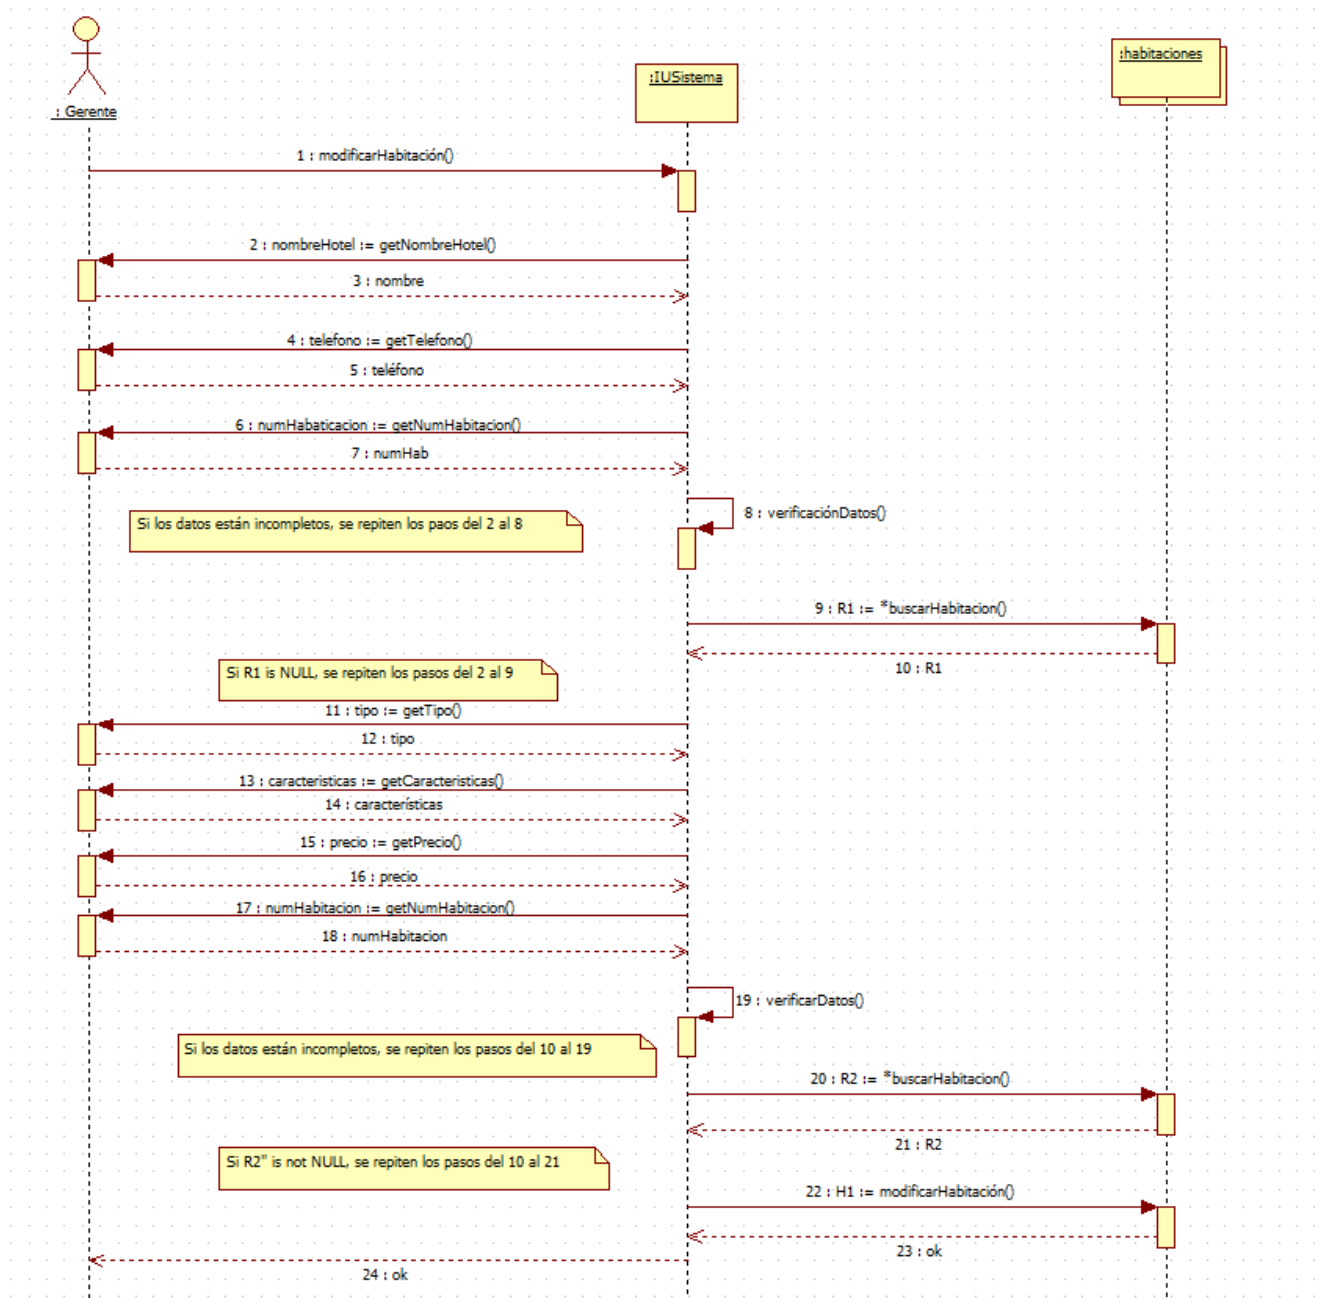 :habitaciones
:IUSistema
: Gerente
1 : modificarHabitación()
2 : nombreHotel := getNombreHotel()
3 : nombre
4 : telefono := getTelefono()
5 : teléfono
6 : numHabaticacion := getNumHabitacion()
7 : numHab
8 : verificaciónDatos()
Si los datos están incompletos, se repiten los paos del 2 al 8
9 : R1 := *buscarHabitacion()
10 : R1
Si R1 is NULL, se repiten los pasos del 2 al 9
11 : tipo := getTipo()
12 : tipo
13 : caracteristicas := getCaracteristicas()
14 : características
15 : precio := getPrecio()
16 : precio
17 : numHabitacion := getNumHabitacion()
18 : numHabitacion
19 : verificarDatos()
Si los datos están incompletos, se repiten los pasos del 10 al 19
20 : R2 := *buscarHabitacion()
21 : R2
Si R2" is not NULL, se repiten los pasos del 10 al 21
22 : H1 := modificarHabitación()
23 : ok
24 : ok